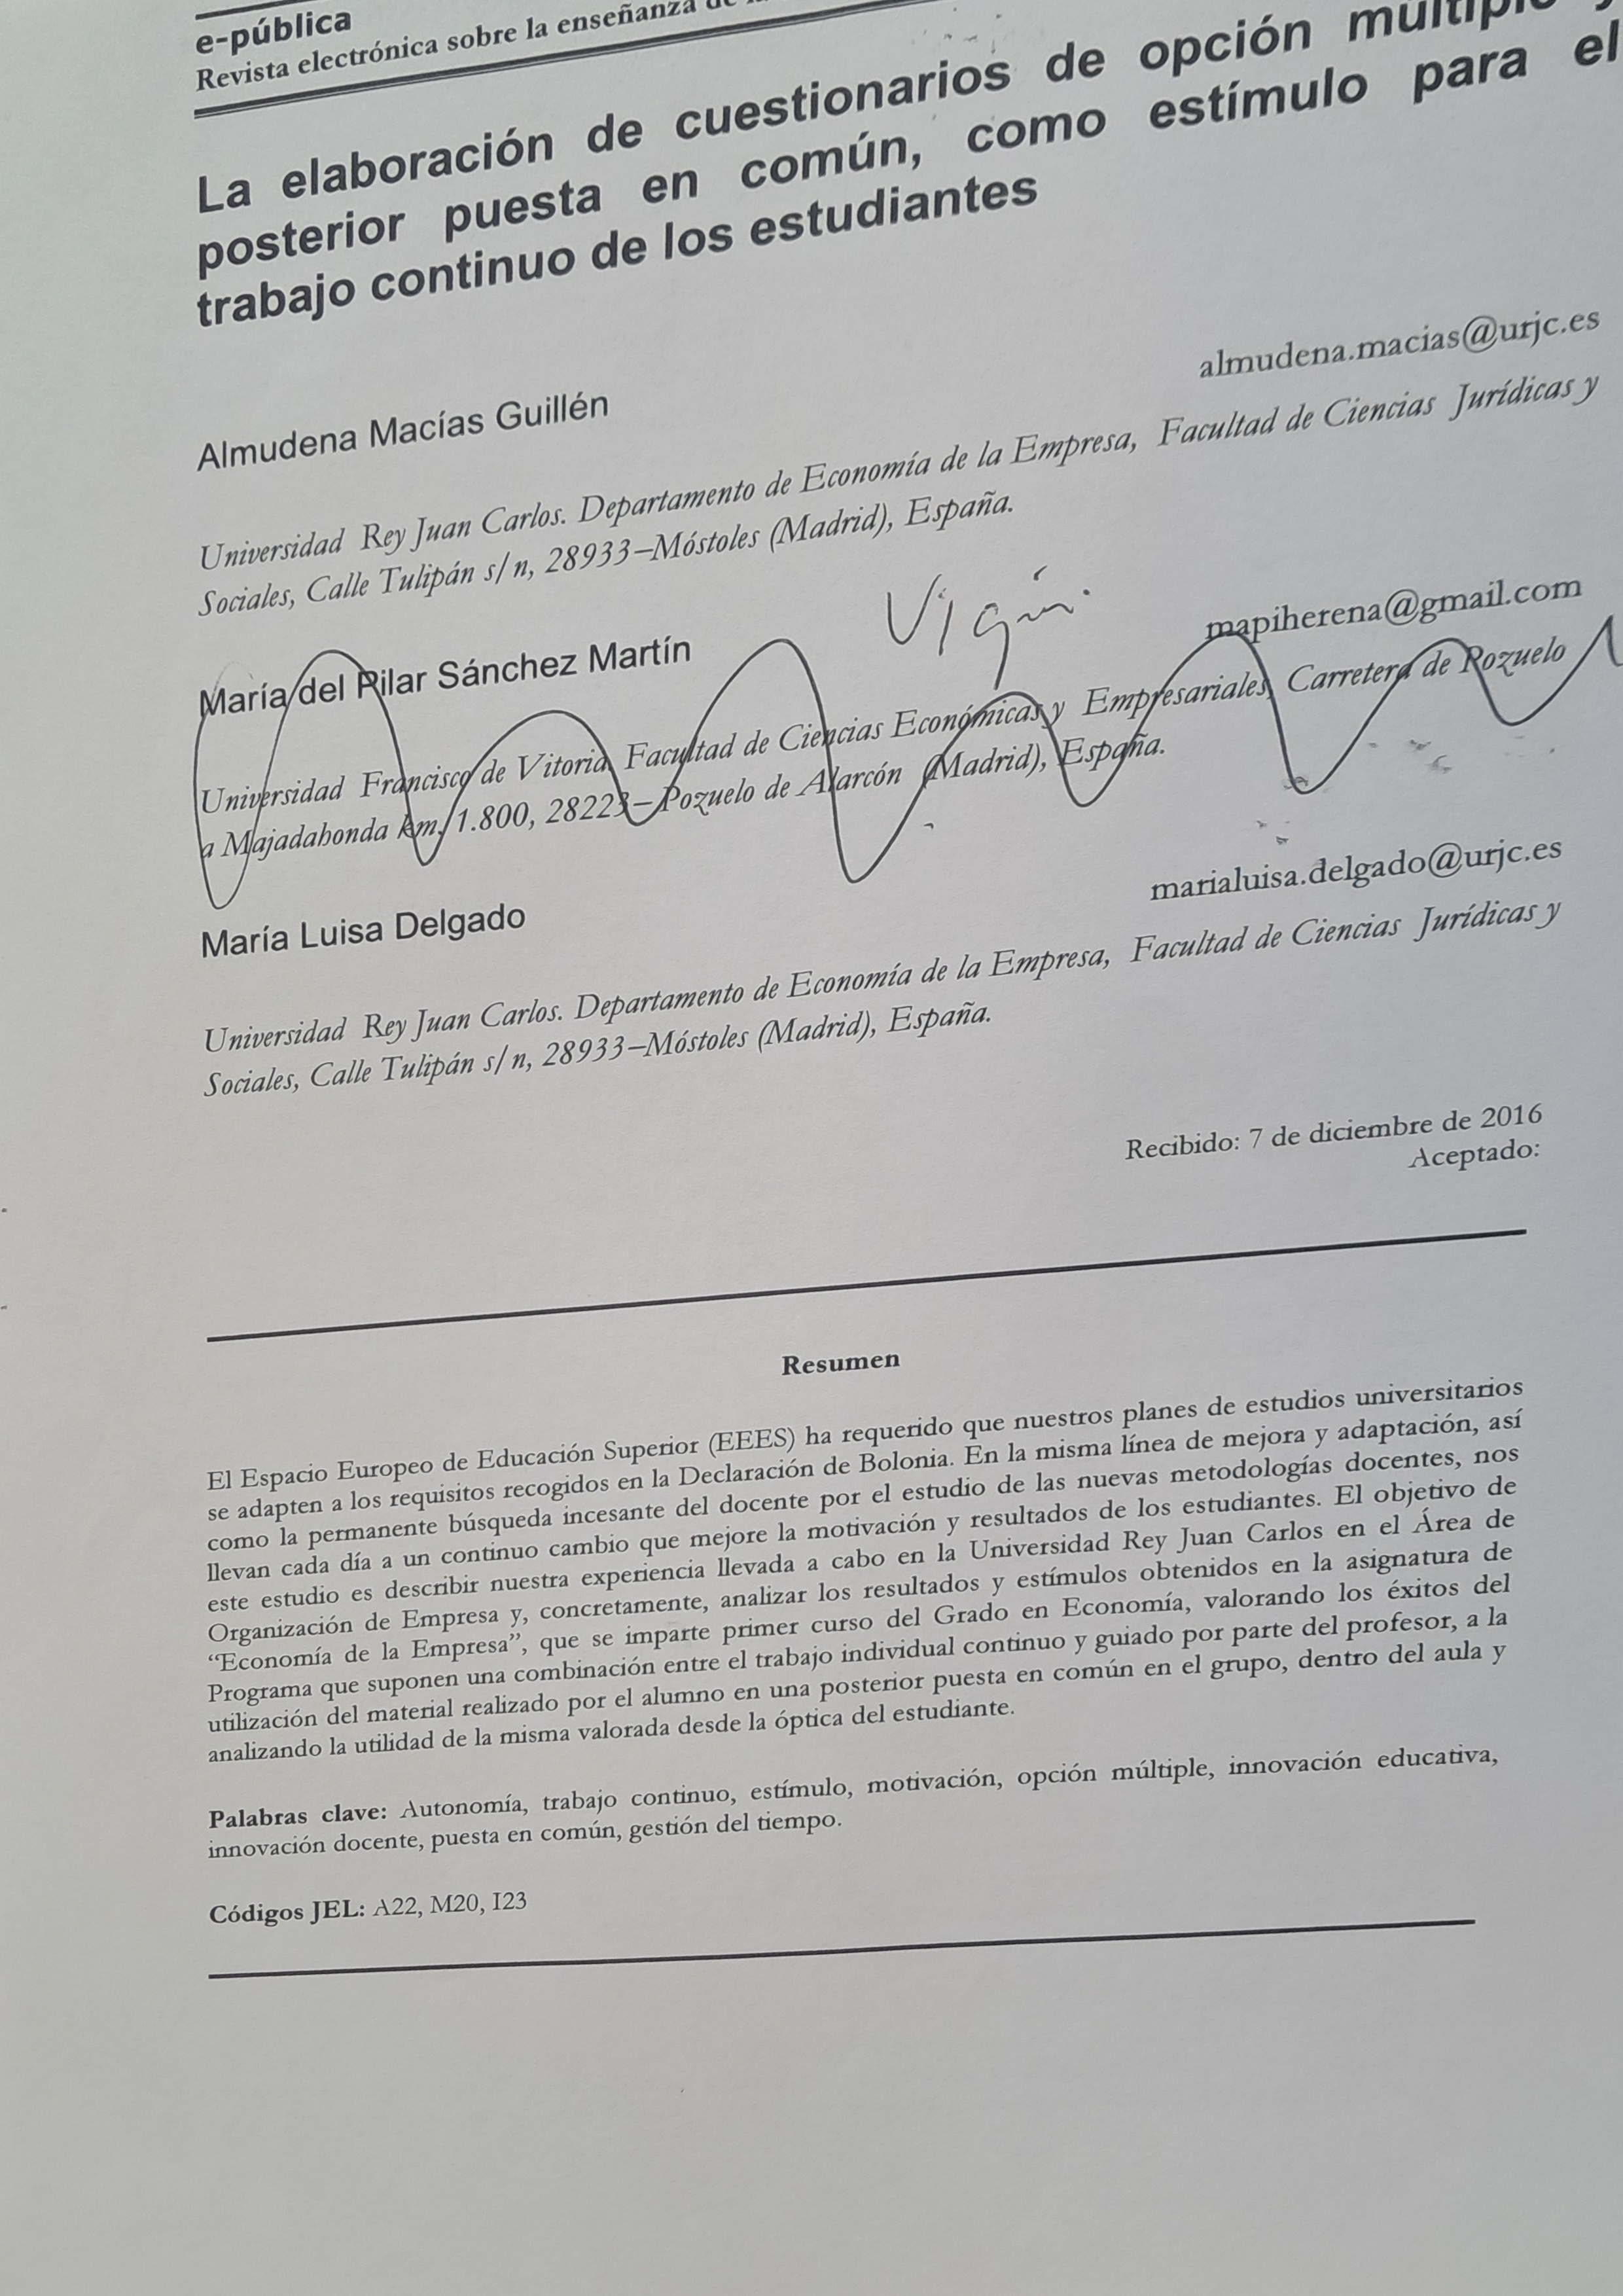 e-pública
Revista electrónica sobre la enseñanza de
La elaboración de cuestionarios de opción múltiple y
posterior puesta en común, como estímulo para el
trabajo continuo de los estudiantes
almudena.macias@urjc.es
Almudena Macías Guillén
Universidad Rey Juan Carlos. Departamento de Economía de la Empresa, Facultad de Ciencias Jurídicas y
Sociales, Calle Tulipán s/n, 28933–Móstoles (Madrid), España.
mapiherena@gmail.com
María del Pilar Sánchez Martín
Universidad Francisco de Vitoria. Facultad de Ciencias Económicas y Empresariales, Carretera de Pozuelo
a Majadahonda km. 1.800, 28223–Pozuelo de Alarcón (Madrid), España.
marialuisa.delgado@urjc.es
María Luisa Delgado
Universidad Rey Juan Carlos. Departamento de Economía de la Empresa, Facultad de Ciencias Jurídicas y
Sociales, Calle Tulipán s/n, 28933–Móstoles (Madrid), España.
Recibido: 7 de diciembre de 2016
Aceptado:
Resumen
El Espacio Europeo de Educación Superior (EEES) ha requerido que nuestros planes de estudios universitarios
se adapten a los requisitos recogidos en la Declaración de Bolonia. En la misma línea de mejora y adaptación, así
como la permanente búsqueda incesante del docente por el estudio de las nuevas metodologías docentes, nos
llevan cada día a un continuo cambio que mejore la motivación y resultados de los estudiantes. El objetivo de
este estudio es describir nuestra experiencia llevada a cabo en la Universidad Rey Juan Carlos en el Área de
Organización de Empresa y, concretamente, analizar los resultados y estímulos obtenidos en la asignatura de
“Economía de la Empresa”, que se imparte primer curso del Grado en Economía, valorando los éxitos del
Programa que suponen una combinación entre el trabajo individual continuo y guiado por parte del profesor, a la
utilización del material realizado por el alumno en una posterior puesta en común en el grupo, dentro del aula y
analizando la utilidad de la misma valorada desde la óptica del estudiante.
Palabras clave: Autonomía, trabajo continuo, estímulo, motivación, opción múltiple, innovación educativa,
innovación docente, puesta en común, gestión del tiempo.
Códigos JEL: A22, M20, I23